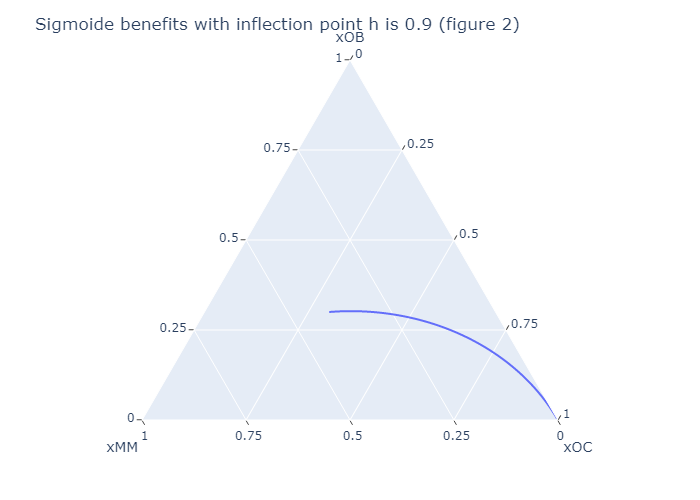 Sigmoide benefits with inflection point h is 0.9 (figure 2)
xOB
1 0
0.75 0.25
0.5 0.5
0.25 0.75
0 1
1 0.75 0.5 0.25 0
xMM xOC